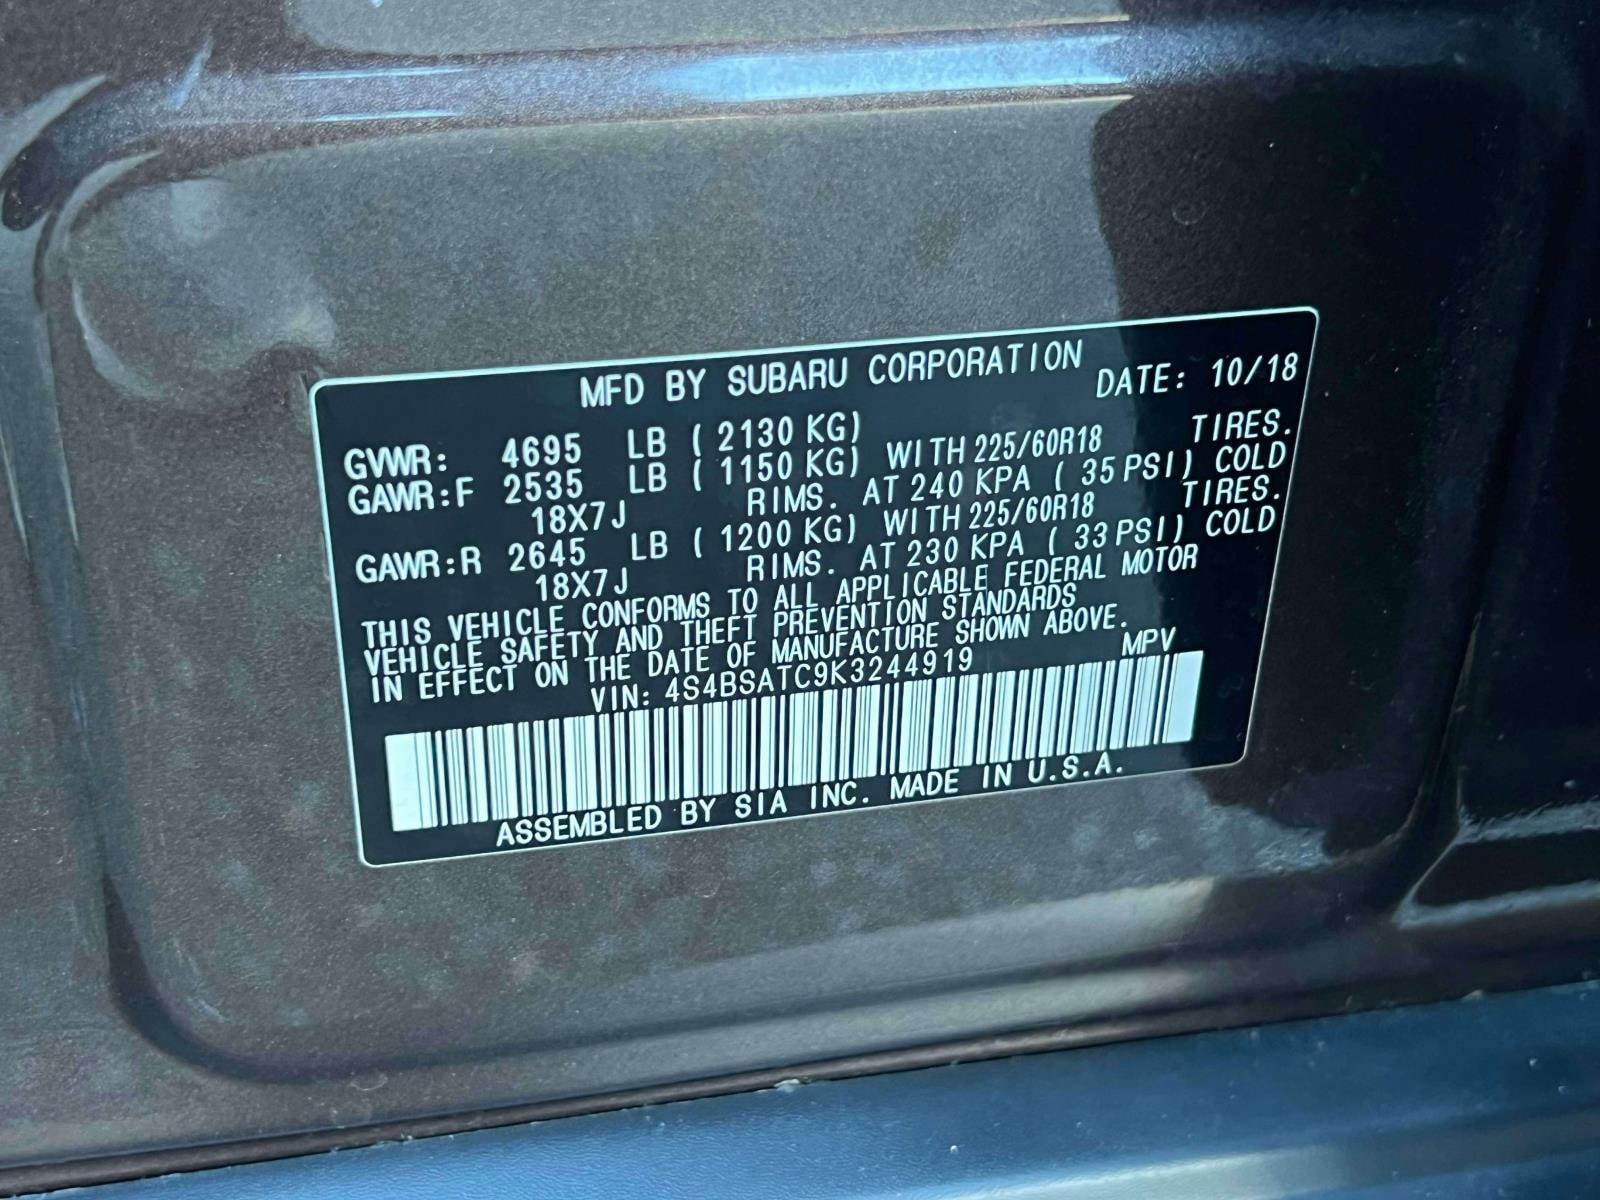 MFD BY SUBARU CORPORATION DATE: 10/18
GVWR: 4695 LB ( 2130 KG)
GAWR:F 2535 LB ( 1150 KG) WITH 225/60R18 TIRES.
18X7J RIMS. AT 240 KPA ( 35 PSI) COLD
GAWR:R 2645 LB ( 1200 KG) WITH 225/60R18 TIRES.
18X7J RIMS. AT 230 KPA ( 33 PSI) COLD
THIS VEHICLE CONFORMS TO ALL APPLICABLE FEDERAL MOTOR
VEHICLE SAFETY AND THEFT PREVENTION STANDARDS
IN EFFECT ON THE DATE OF MANUFACTURE SHOWN ABOVE.
VIN: 4S4BSATC9K3244919 MPV
ASSEMBLED BY SIA INC. MADE IN U.S.A.